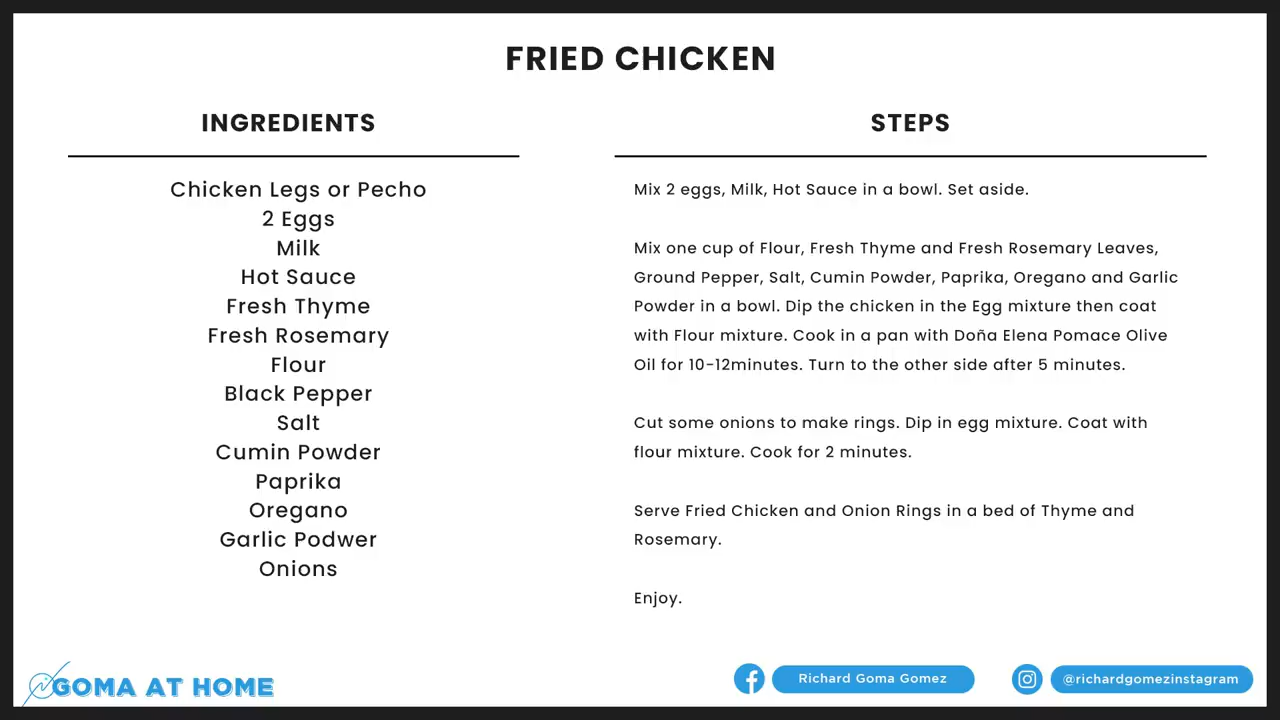 FRIED CHICKEN
INGREDIENTS
Chicken Legs or Pecho
2 Eggs
Milk
Hot Sauce
Fresh Thyme
Fresh Rosemary
Flour
Black Pepper
Salt
Cumin Powder
Paprika
Oregano
Garlic Podwer
Onions
STEPS
Mix 2 eggs, Milk, Hot Sauce in a bowl. Set aside.
Mix one cup of Flour, Fresh Thyme and Fresh Rosemary Leaves,
Ground Pepper, Salt, Cumin Powder, Paprika, Oregano and Garlic
Powder in a bowl. Dip the chicken in the Egg mixture then coat
with Flour mixture. Cook in a pan with Doña Elena Pomace Olive
Oil for 10-12minutes. Turn to the other side after 5 minutes.
Cut some onions to make rings. Dip in egg mixture. Coat with
flour mixture. Cook for 2 minutes.
Serve Fried Chicken and Onion Rings in a bed of Thyme and
Rosemary.
Enjoy.
GOMA AT HOME
Richard Goma Gomez
@richardgomezinstagram